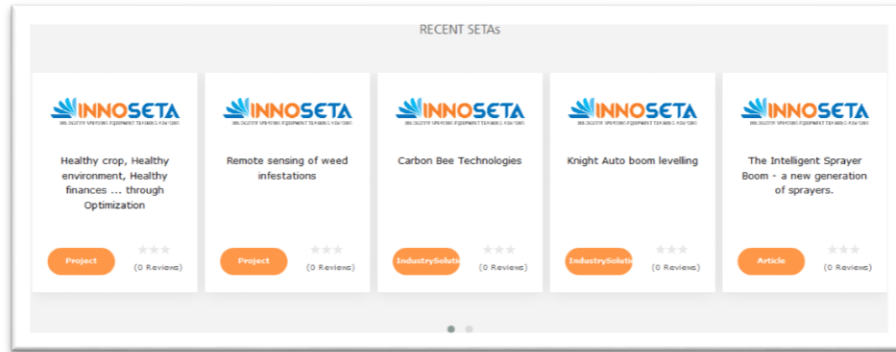 RECENT SETAs
INNOSETA
Healthy crop, Healthy
environment, Healthy
finances ... through
Optimization
Project
(0 Reviews)
INNOSETA
Remote sensing of weed
infestations
Project
(0 Reviews)
INNOSETA
Carbon Bee Technologies
IndustrySoluti
(0 Reviews)
INNOSETA
Knight Auto boom levelling
IndustrySoluti
(0 Reviews)
INNOSETA
The Intelligent Sprayer
Boom - a new generation
of sprayers.
Article
(0 Reviews)